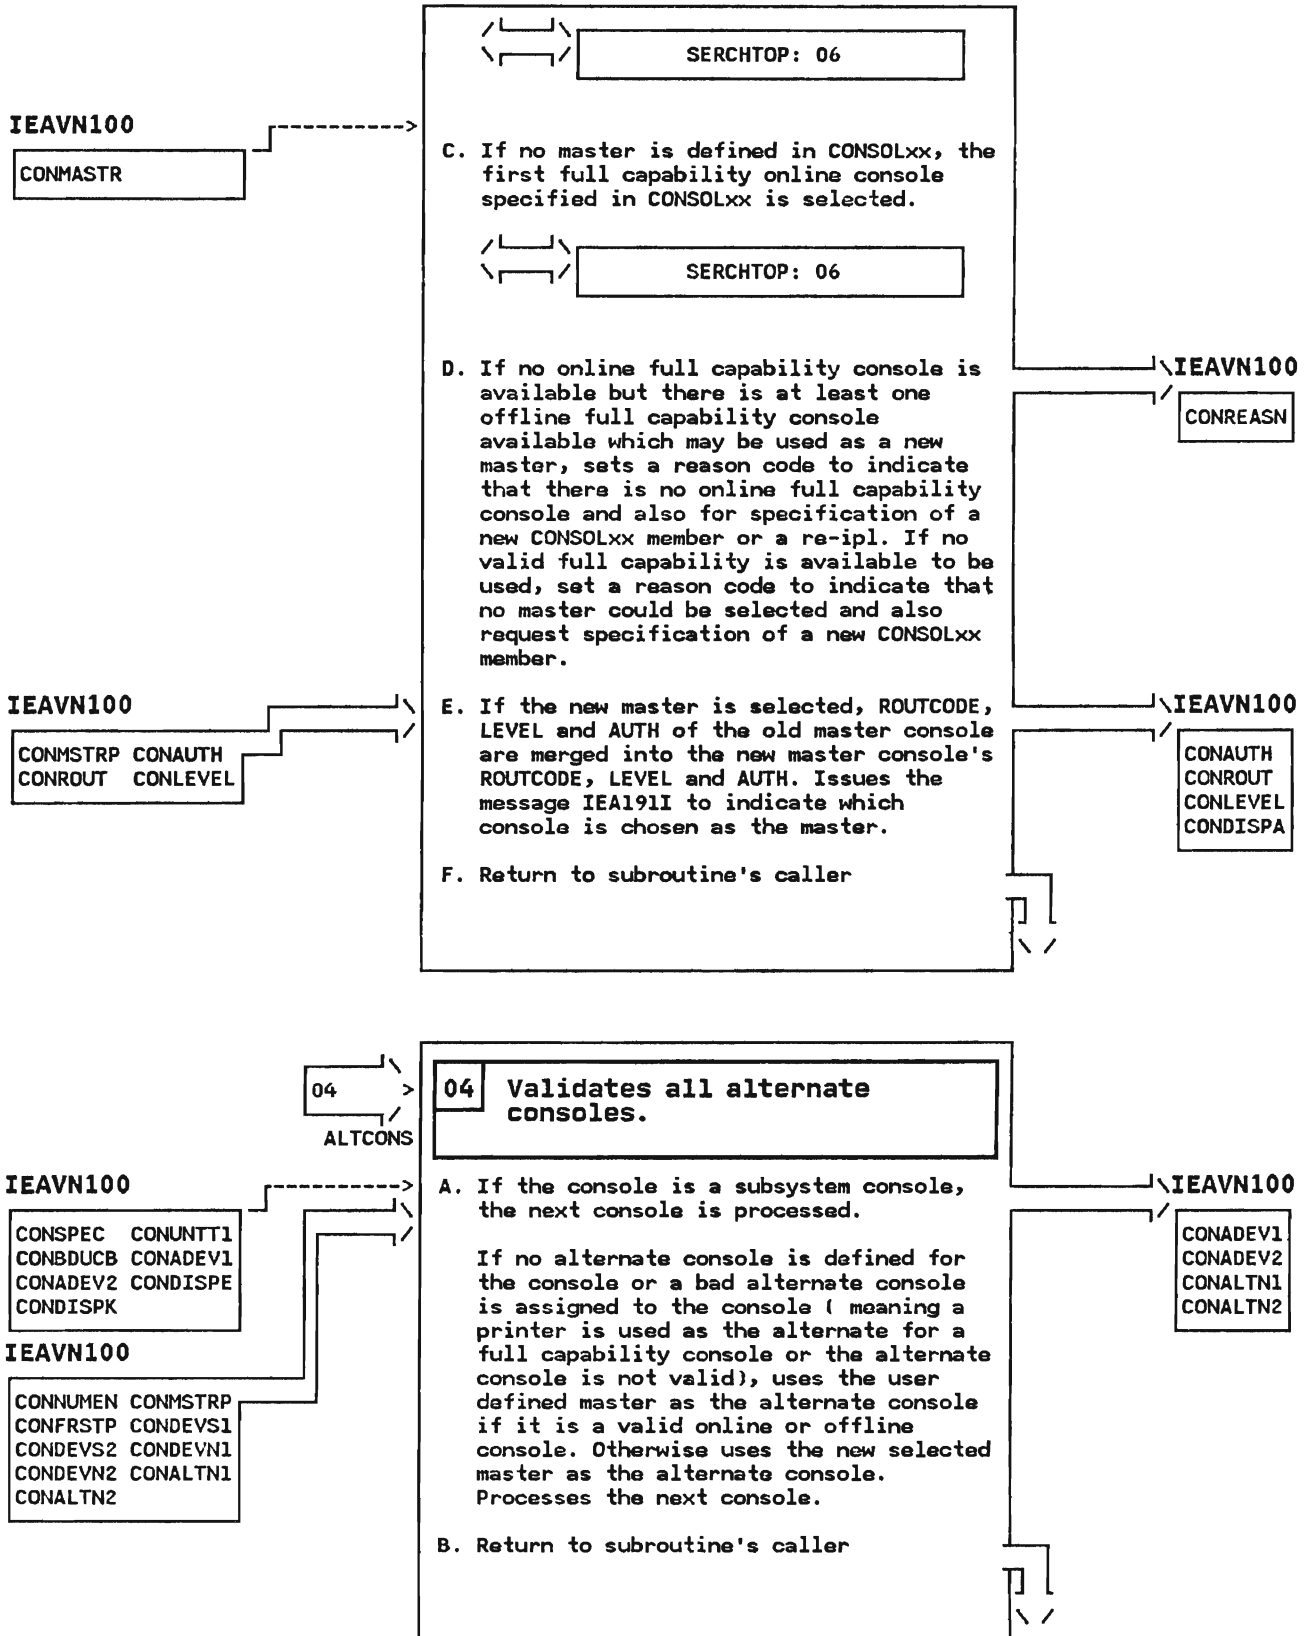 SERCHTOP: 06
IEAVN100
CONMASTR
C. If no master is defined in CONSOLxx, the
first full capability online console
specified in CONSOLxx is selected.
SERCHTOP: 06
D. If no online full capability console is
available but there is at least one
offline full capability console
available which may be used as a new
master, sets a reason code to indicate
that there is no online full capability
console and also for specification of a
new CONSOLxx member or a re-ipl. If no
valid full capability is available to be
used, set a reason code to indicate that
no master could be selected and also
request specification of a new CONSOLxx
member.
IEAVN100
CONREASN
IEAVN100
CONMSTRP CONAUTH
CONROUT CONLEVEL
E. If the new master is selected, ROUTCODE,
LEVEL and AUTH of the old master console
are merged into the new master console's
ROUTCODE, LEVEL and AUTH. Issues the
message IEA191I to indicate which
console is chosen as the master.
IEAVN100
CONAUTH
CONROUT
CONLEVEL
CONDISPA
F. Return to subroutine's caller
04
ALTCONS
04 Validates all alternate
consoles.
IEAVN100
CONSPEC CONUNTT1
CONBDUCB CONADEV1
CONADEV2 CONDISPE
CONDISPK
IEAVN100
CONNUMEN CONMSTRP
CONFRSTP CONDEVS1
CONDEVS2 CONDEVN1
CONDEVN2 CONALTN1
CONALTN2
A. If the console is a subsystem console,
the next console is processed.
If no alternate console is defined for
the console or a bad alternate console
is assigned to the console ( meaning a
printer is used as the alternate for a
full capability console or the alternate
console is not valid), uses the user
defined master as the alternate console
if it is a valid online or offline
console. Otherwise uses the new selected
master as the alternate console.
Processes the next console.
IEAVN100
CONADEV1
CONADEV2
CONALTN1
CONALTN2
B. Return to subroutine's caller